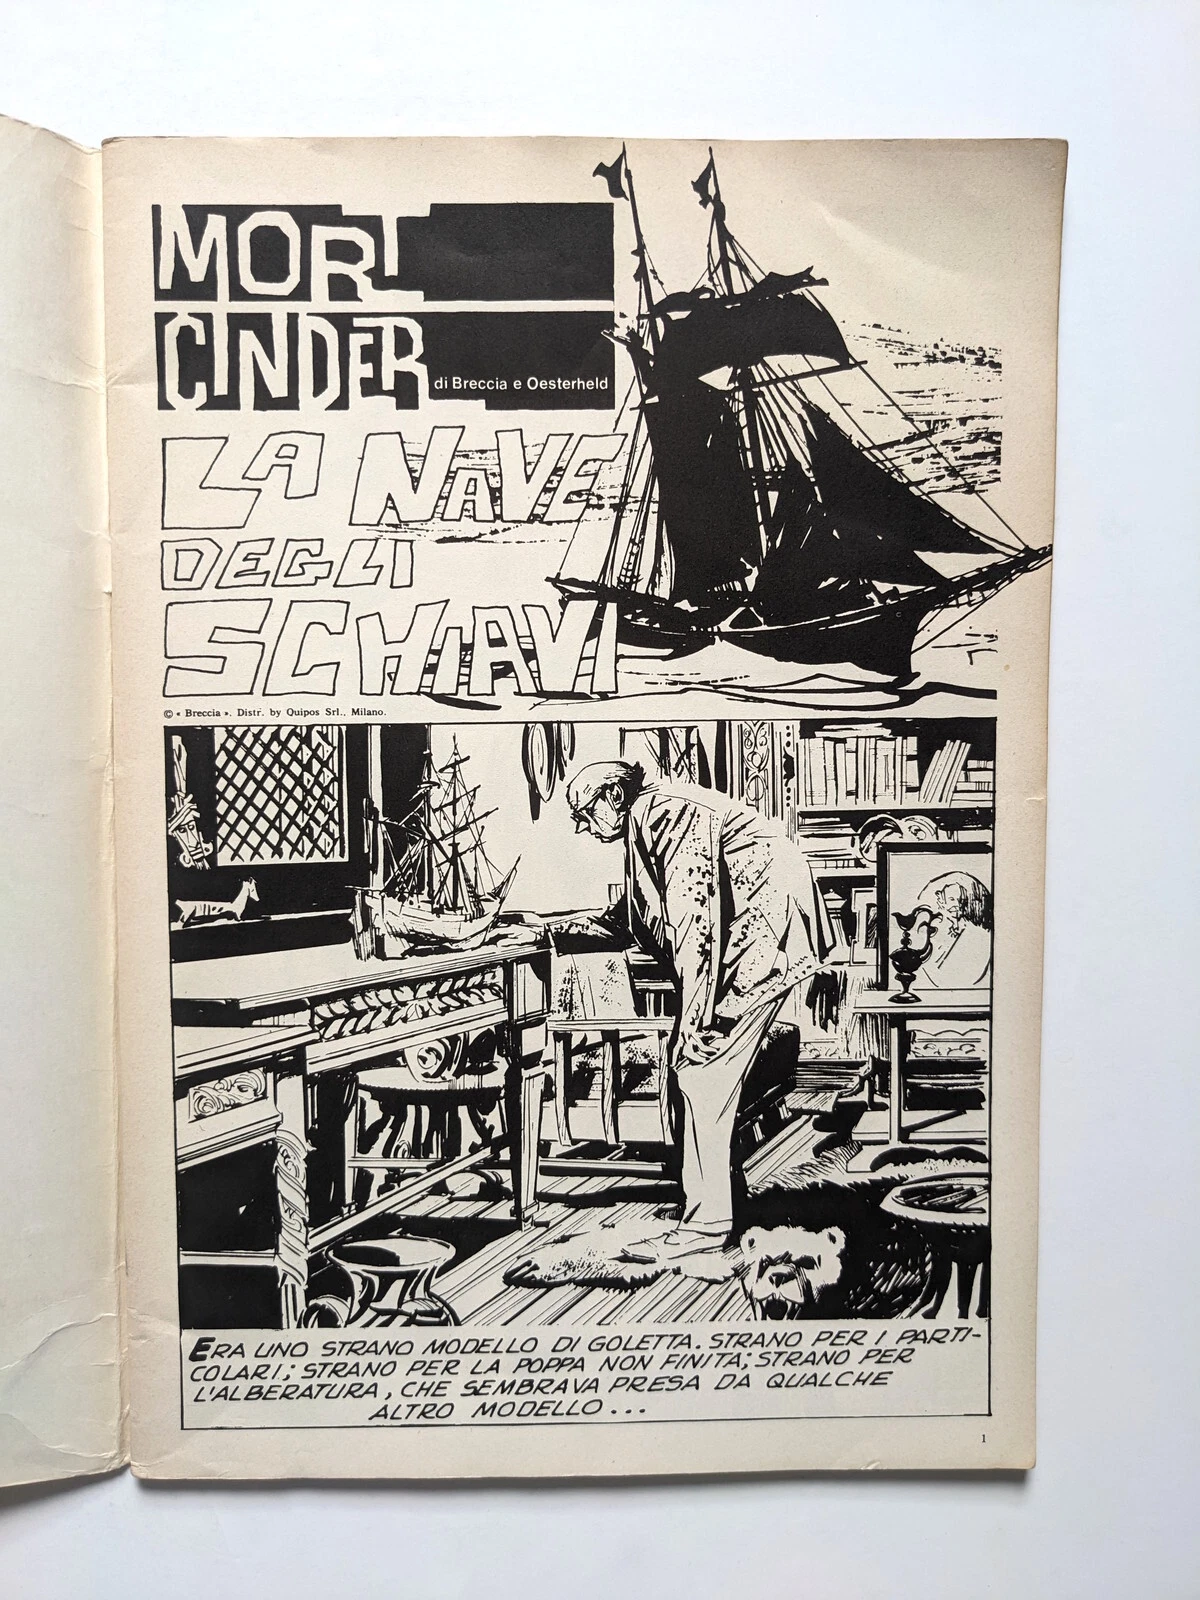 MORT
CINDER
di Breccia e Oesterheld
LA NAVE
DEGLI
SCHIAVI
© « Breccia ». Distr. by Quipos Srl., Milano.
ERA UNO STRANO MODELLO DI GOLETTA. STRANO PER I PARTI-
COLARI; STRANO PER LA POPPA NON FINITA; STRANO PER
L'ALBERATURA, CHE SEMBRAVA PRESA DA QUALCHE
ALTRO MODELLO...
1